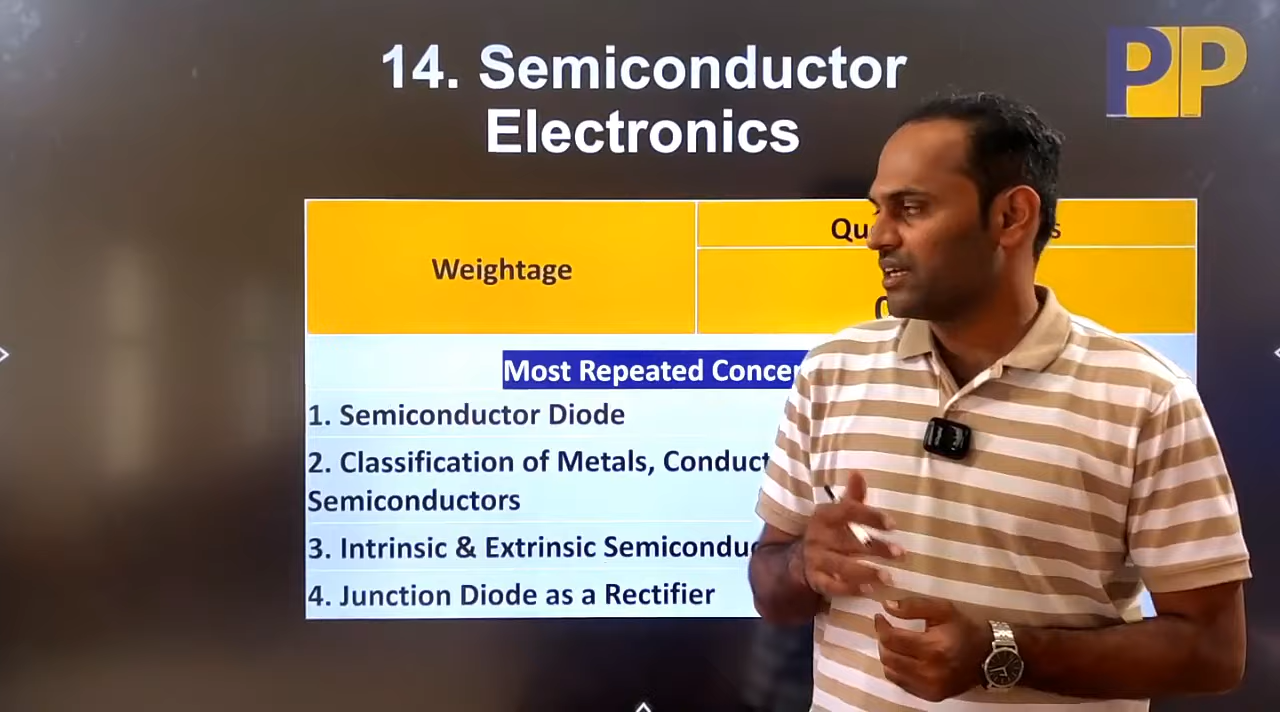 14. Semiconductor
Electronics
PP
Weightage
Most Repeated
1. Semiconductor Diode
2. Classification of Metals,
Semiconductors
3. Intrinsic & Extrinsic
4. Junction Diode as a Rectifier